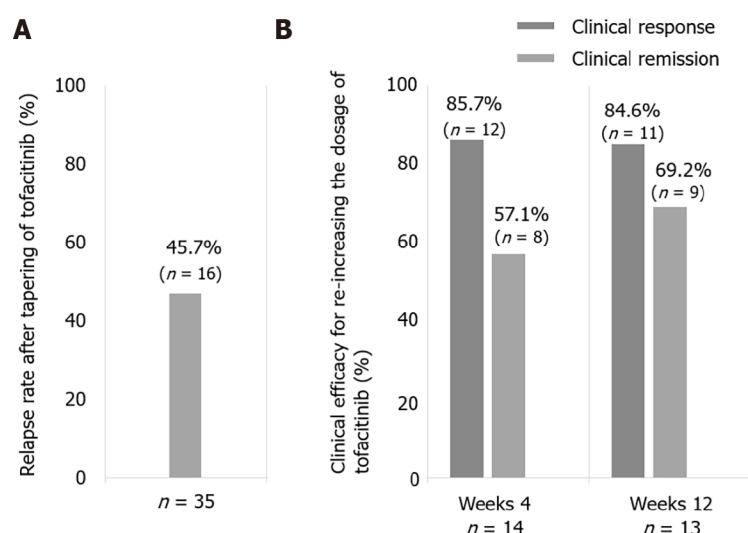 A
Relapse rate after tapering of tofacitinib (%)
100
80
60
40
20
0
45.7%
(n = 16)
n = 35
B
Clinical response
Clinical remission
Clinical efficacy for re-increasing the dosage of
tofacitinib (%)
100
80
60
40
20
0
85.7%
(n = 12)
57.1%
(n = 8)
84.6%
(n = 11)
69.2%
(n = 9)
Weeks 4
n = 14
Weeks 12
n = 13